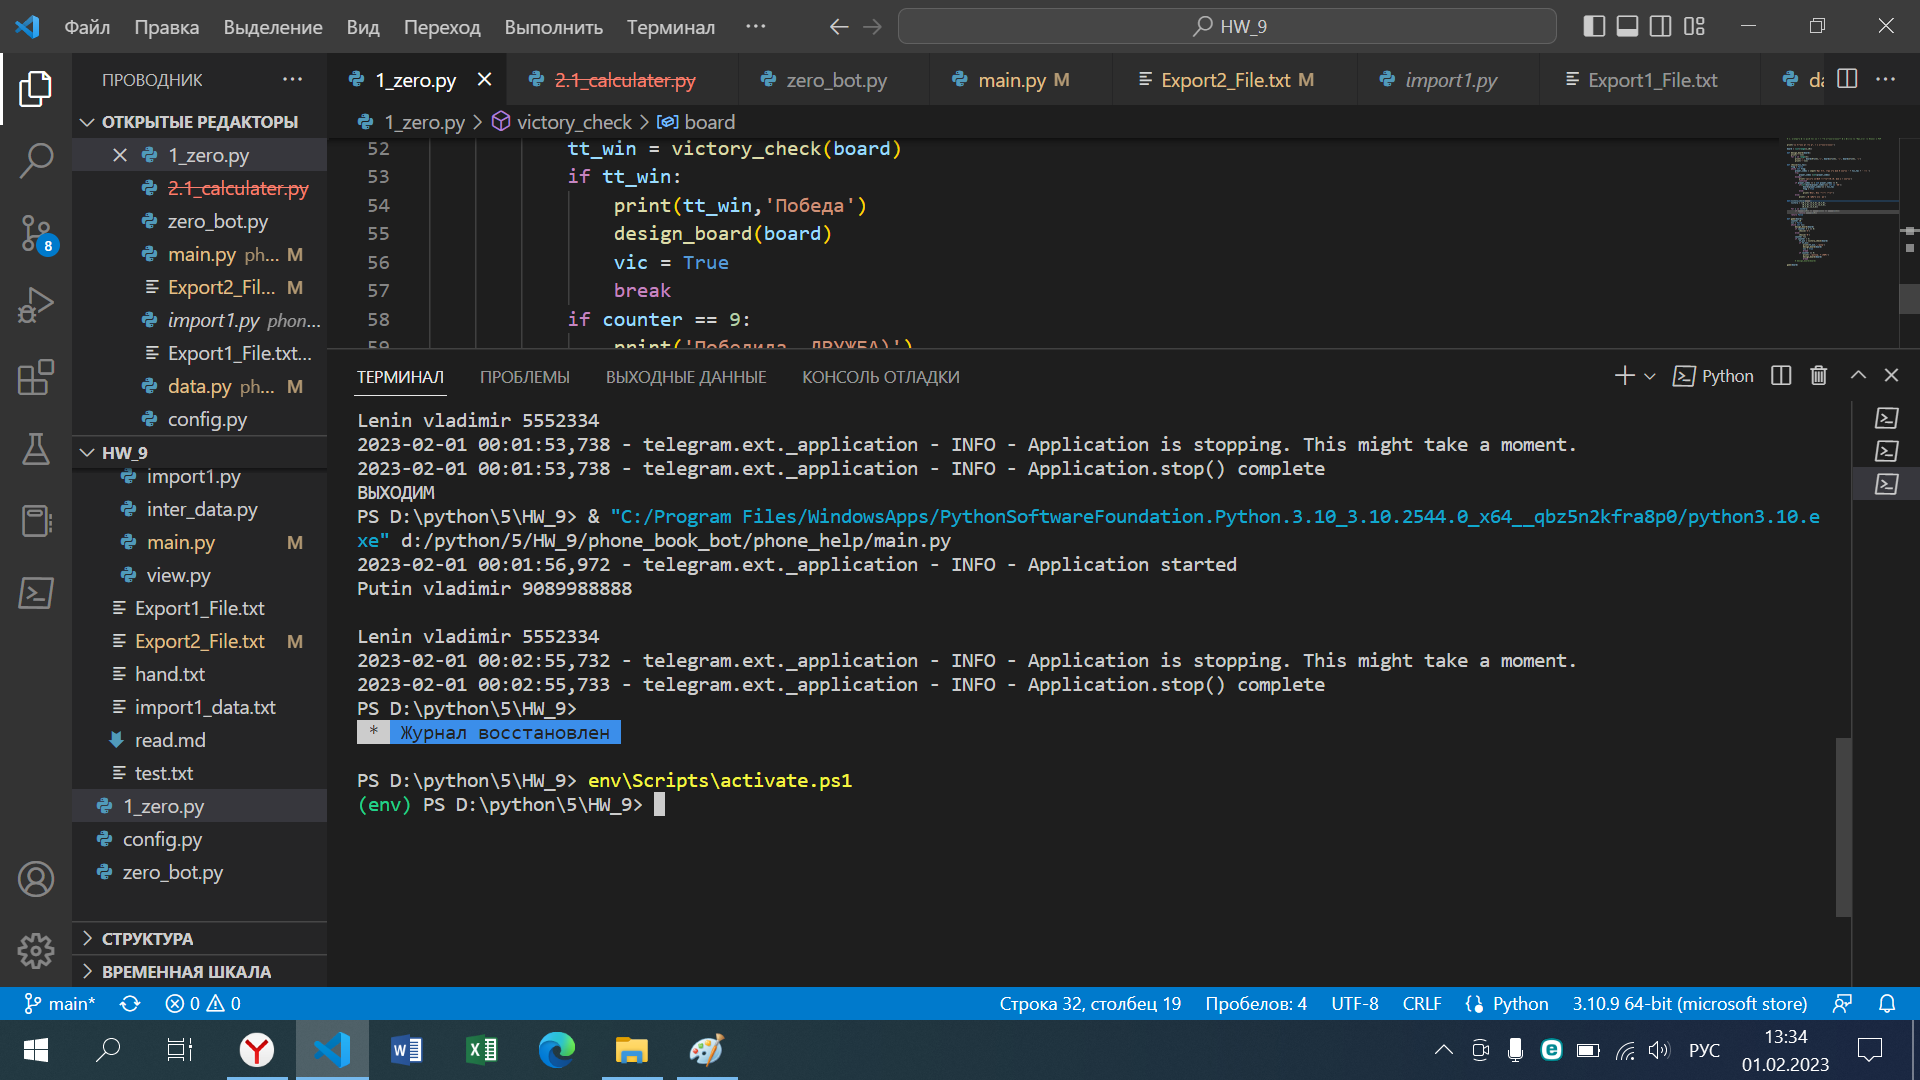 Файл Правка Выделение Вид Переход Выполнить Терминал ··· HW_9
ПРОВОДНИК ···
1_zero.py 2.1_calculater.py zero_bot.py main.py M Export2_File.txt M import1.py Export1_File.txt da ···
ОТКРЫТЫЕ РЕДАКТОРЫ
1_zero.py
2.1_calculater.py
zero_bot.py
main.py ph... M
Export2_Fil... M
import1.py phon...
Export1_File.txt...
data.py ph... M
config.py
HW_9
import1.py
inter_data.py
main.py M
view.py
Export1_File.txt
Export2_File.txt M
hand.txt
import1_data.txt
read.md
test.txt
1_zero.py
config.py
zero_bot.py
СТРУКТУРА
ВРЕМЕННАЯ ШКАЛА
8
1_zero.py > victory_check > board
52 tt_win = victory_check(board)
53 if tt_win:
54 print(tt_win,'Победа')
55 design_board(board)
56 vic = True
57 break
58 if counter == 9:
59 print('Победила ДРУЖБА)')
ТЕРМИНАЛ ПРОБЛЕМЫ ВЫХОДНЫЕ ДАННЫЕ КОНСОЛЬ ОТЛАДКИ Python
Lenin vladimir 5552334
2023-02-01 00:01:53,738 - telegram.ext._application - INFO - Application is stopping. This might take a moment.
2023-02-01 00:01:53,738 - telegram.ext._application - INFO - Application.stop() complete
ВЫХОДИМ
PS D:\python\5\HW_9> & "C:/Program Files/WindowsApps/PythonSoftwareFoundation.Python.3.10_3.10.2544.0_x64__qbz5n2kfra8p0/python3.10.e
xe" d:/python/5/HW_9/phone_book_bot/phone_help/main.py
2023-02-01 00:01:56,972 - telegram.ext._application - INFO - Application started
Putin vladimir 9089988888
Lenin vladimir 5552334
2023-02-01 00:02:55,732 - telegram.ext._application - INFO - Application is stopping. This might take a moment.
2023-02-01 00:02:55,733 - telegram.ext._application - INFO - Application.stop() complete
PS D:\python\5\HW_9>
* Журнал восстановлен
PS D:\python\5\HW_9> env\Scripts\activate.ps1
(env) PS D:\python\5\HW_9>
main* 0 0 Строка 32, столбец 19 Пробелов: 4 UTF-8 CRLF Python 3.10.9 64-bit (microsoft store)
РУС
13:34
01.02.2023